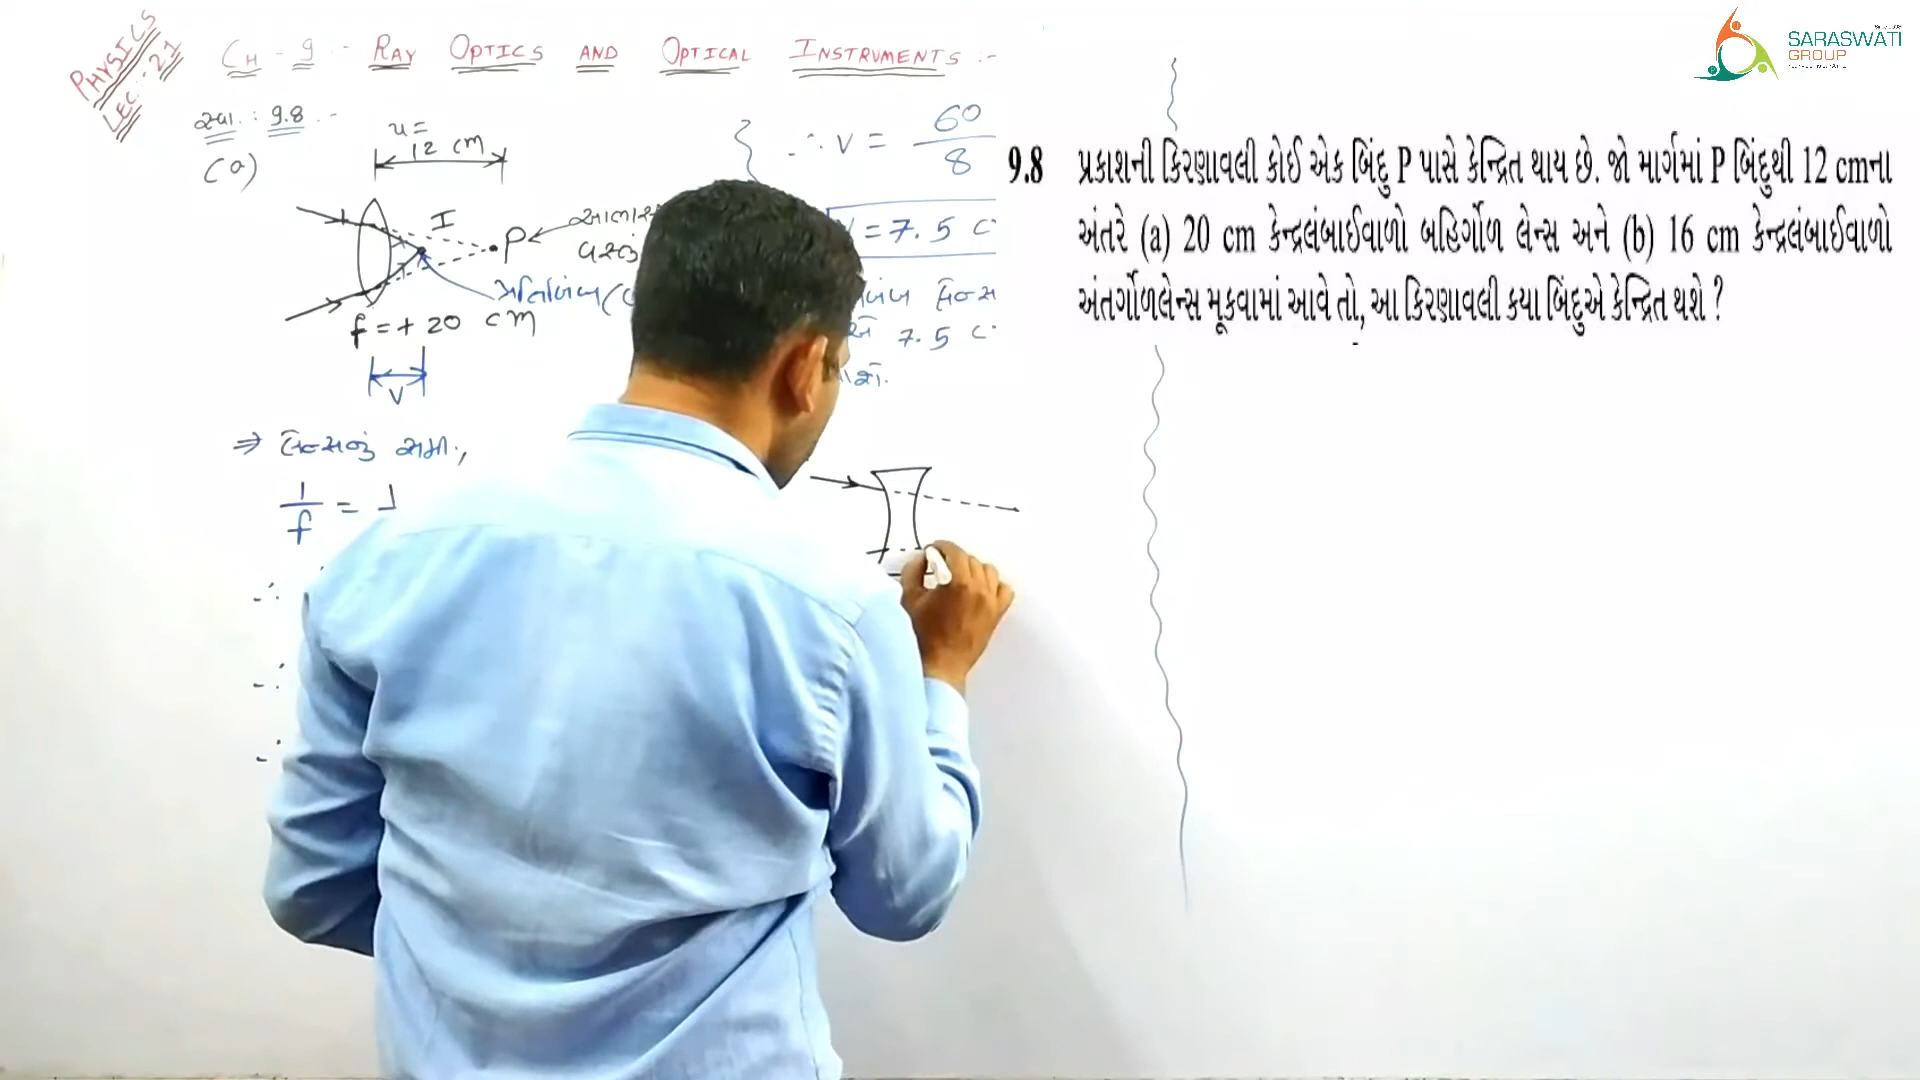 PHYSICS
LEC.:-21
CH-9 :- RAY OPTICS AND OPTICAL INSTRUMENTS :-
સ્વા. : 9.8 :-
(a)
u =
12 cm
I
P
f = + 20 cm
V
1/f = 1
∴ v = 60/8
= 7.5 c
7.5 c
SARASWATI
GROUP
9.8 પ્રકાશની કિરણાવલી કોઈ એક બિંદુ P પાસે કેન્દ્રિત થાય છે. જો માર્ગમાં P બિંદુથી 12 cmના
અંતરે (a) 20 cm કેન્દ્રલંબાઈવાળો બહિર્ગોળ લેન્સ અને (b) 16 cm કેન્દ્રલંબાઈવાળો
અંતર્ગોળલેન્સ મૂકવામાં આવે તો, આ કિરણાવલી કયા બિંદુએ કેન્દ્રિત થશે ?